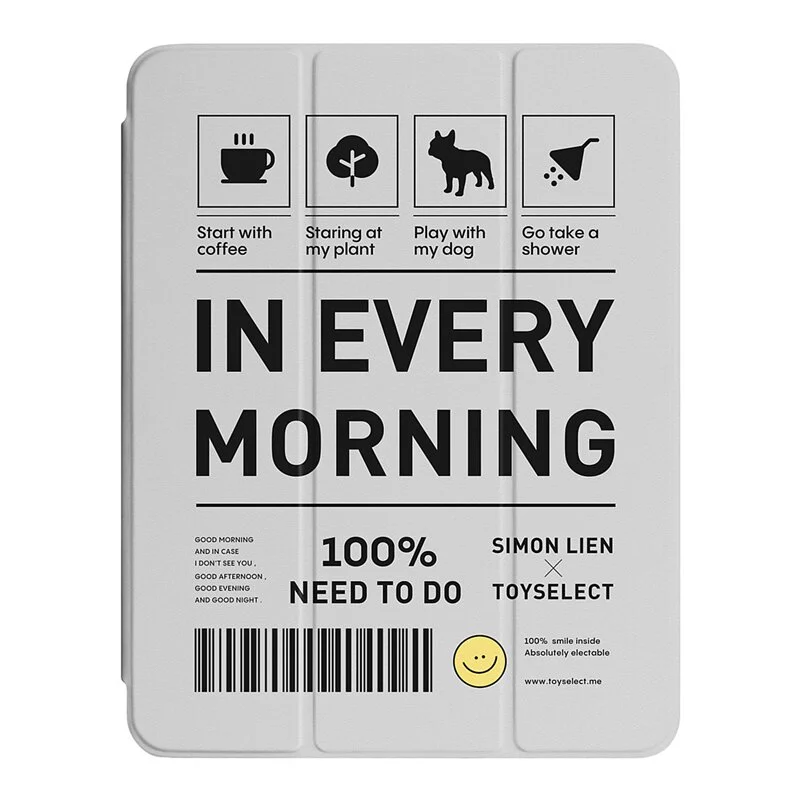 Start with
coffee
Staring at
my plant
Play with
my dog
Go take a
shower
IN EVERY
MORNING
GOOD MORNING
AND IN CASE
I DON'T SEE YOU ,
GOOD AFTERNOON ,
GOOD EVENING
AND GOOD NIGHT .
100%
NEED TO DO
SIMON LIEN
×
TOYSELECT
100% smile inside
Absolutely electable
www.toyselect.me